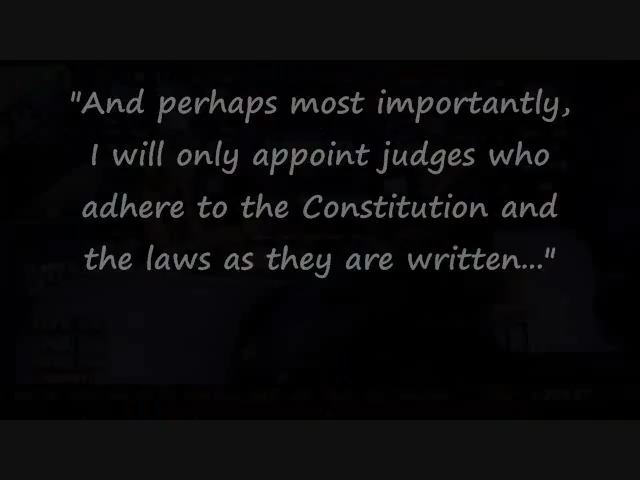 "And perhaps most importantly,
I will only appoint judges who
adhere to the Constitution and
the laws as they are written..."